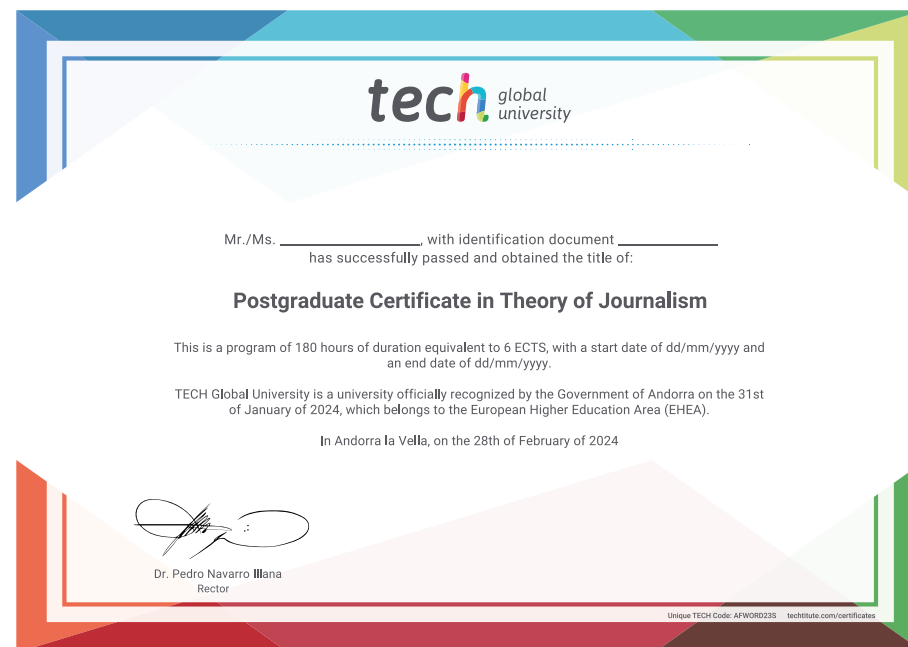 tech global university
Mr./Ms. ____________, with identification document ____________
has successfully passed and obtained the title of:
Postgraduate Certificate in Theory of Journalism
This is a program of 180 hours of duration equivalent to 6 ECTS, with a start date of dd/mm/yyyy and
an end date of dd/mm/yyyy.
TECH Global University is a university officially recognized by the Government of Andorra on the 31st
of January of 2024, which belongs to the European Higher Education Area (EHEA).
In Andorra la Vella, on the 28th of February of 2024
Dr. Pedro Navarro Illana
Rector
Unique TECH Code: AFWORD23S techtitute.com/certificates